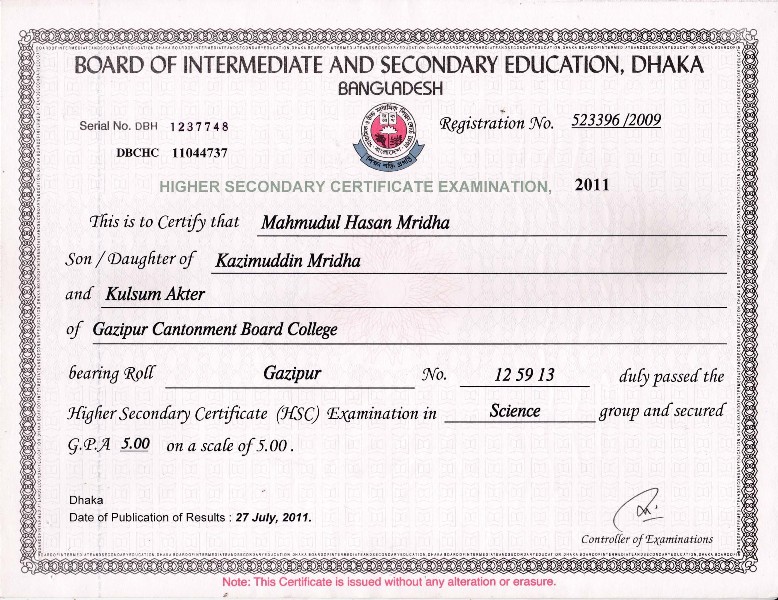 BOARD OF INTERMEDIATE AND SECONDARY EDUCATION, DHAKA
BANGLADESH
Serial No. DBH 1237748
Registration No. 523396 /2009
DBCHC 11044737
HIGHER SECONDARY CERTIFICATE EXAMINATION, 2011
This is to Certify that Mahmudul Hasan Mridha
Son / Daughter of Kazimuddin Mridha
and Kulsum Akter
of Gazipur Cantonment Board College
bearing Roll Gazipur No. 12 59 13 duly passed the
Higher Secondary Certificate (HSC) Examination in Science group and secured
G.P.A 5.00 on a scale of 5.00 .
Dhaka
Date of Publication of Results : 27 July, 2011.
Controller of Examinations
Note: This Certificate is issued without any alteration or erasure.